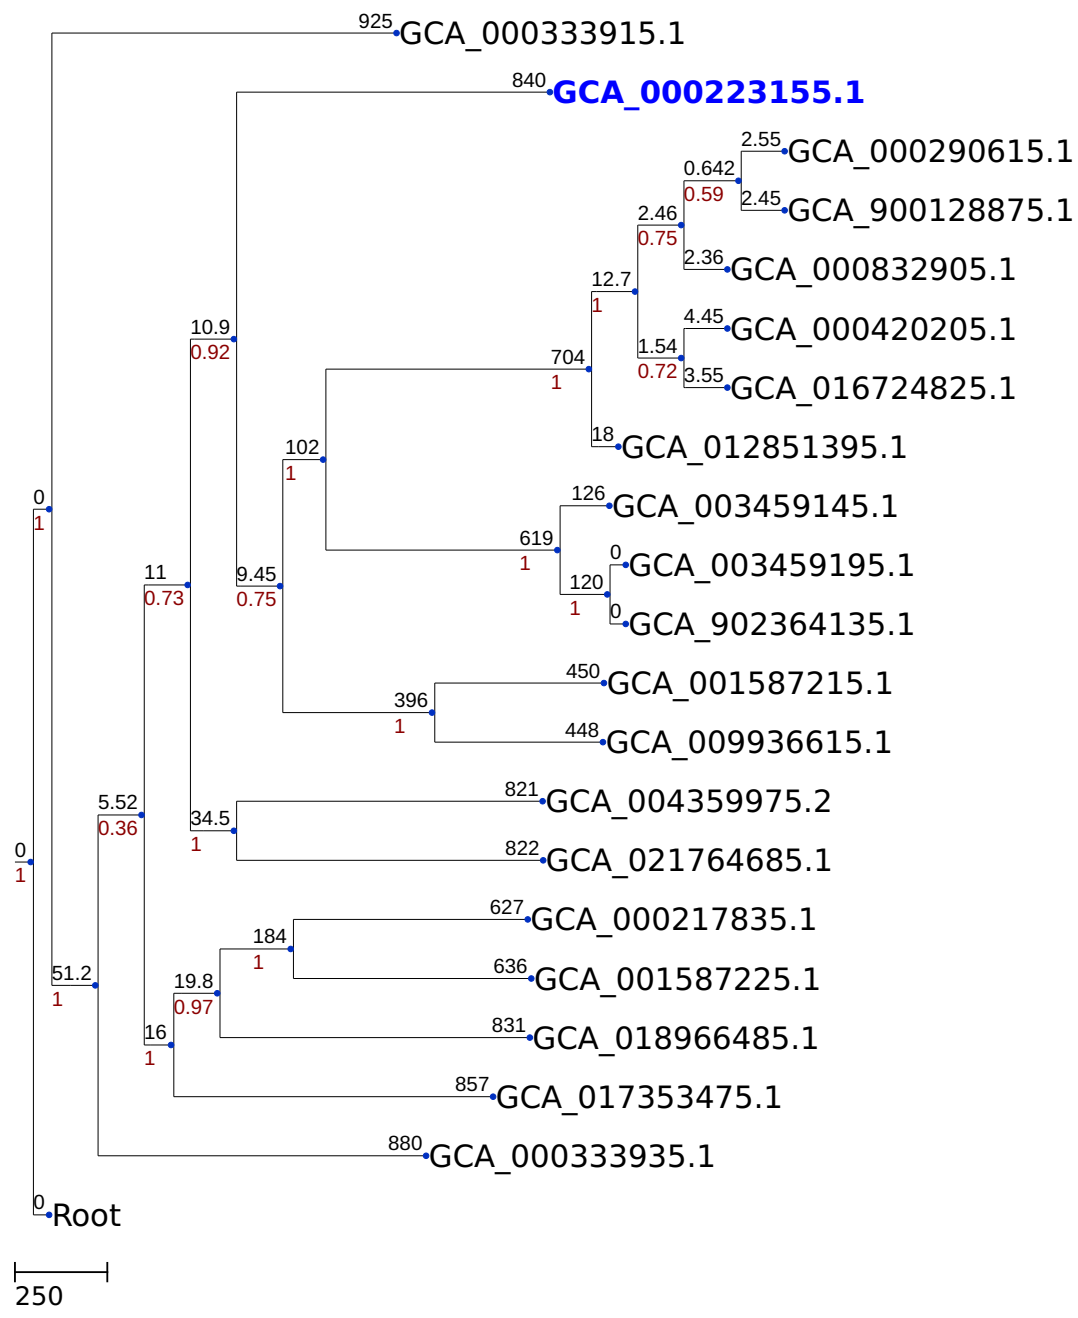 925
GCA_000333915.1
840
GCA_000223155.1
2.55
GCA_000290615.1
0.642
0.59
2.45
GCA_900128875.1
2.46
0.75
2.36
GCA_000832905.1
12.7
1
4.45
GCA_000420205.1
1.54
0.72
3.55
GCA_016724825.1
10.9
0.92
704
1
18
GCA_012851395.1
102
1
126
GCA_003459145.1
0
1
619
1
0
GCA_003459195.1
11
0.73
9.45
0.75
120
1
0
GCA_902364135.1
450
GCA_001587215.1
396
1
448
GCA_009936615.1
5.52
0.36
821
GCA_004359975.2
34.5
1
0
1
822
GCA_021764685.1
627
GCA_000217835.1
184
1
636
GCA_001587225.1
51.2
1
19.8
0.97
831
GCA_018966485.1
16
1
857
GCA_017353475.1
880
GCA_000333935.1
0
Root
250